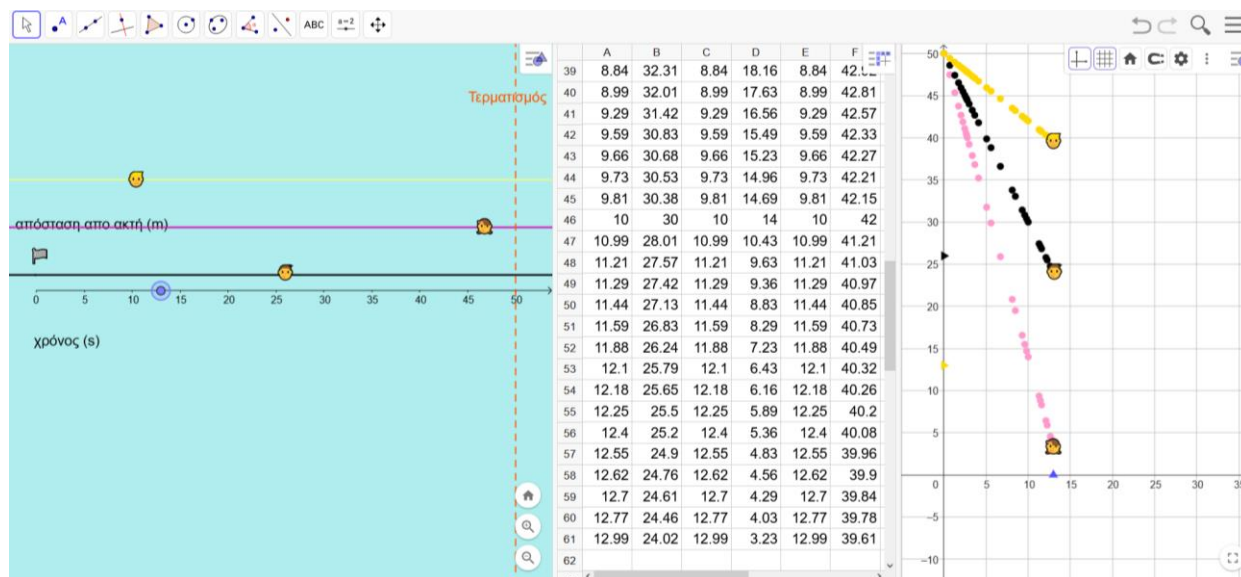 ABC
a=2
Τερματισμός
απόσταση απο ακτή (m)
0 5 10 15 20 25 30 35 40 45 50
χρόνος (s)
A B C D E F
39 8.84 32.31 8.84 18.16 8.84
40 8.99 32.01 8.99 17.63 8.99 42.81
41 9.29 31.42 9.29 16.56 9.29 42.57
42 9.59 30.83 9.59 15.49 9.59 42.33
43 9.66 30.68 9.66 15.23 9.66 42.27
44 9.73 30.53 9.73 14.96 9.73 42.21
45 9.81 30.38 9.81 14.69 9.81 42.15
46 10 30 10 14 10 42
47 10.99 28.01 10.99 10.43 10.99 41.21
48 11.21 27.57 11.21 9.63 11.21 41.03
49 11.29 27.42 11.29 9.36 11.29 40.97
50 11.44 27.13 11.44 8.83 11.44 40.85
51 11.59 26.83 11.59 8.29 11.59 40.73
52 11.88 26.24 11.88 7.23 11.88 40.49
53 12.1 25.79 12.1 6.43 12.1 40.32
54 12.18 25.65 12.18 6.16 12.18 40.26
55 12.25 25.5 12.25 5.89 12.25 40.2
56 12.4 25.2 12.4 5.36 12.4 40.08
57 12.55 24.9 12.55 4.83 12.55 39.96
58 12.62 24.76 12.62 4.56 12.62 39.9
59 12.7 24.61 12.7 4.29 12.7 39.84
60 12.77 24.46 12.77 4.03 12.77 39.78
61 12.99 24.02 12.99 3.23 12.99 39.61
62
50
45
40
35
30
25
20
15
10
5
0 5 10 15 20 25 30
−5
−10